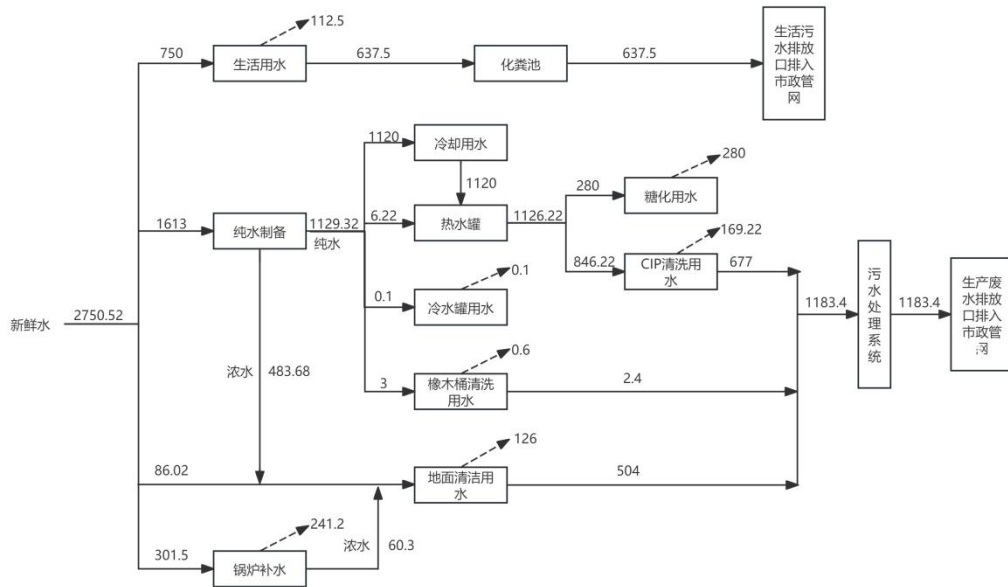 112.5
750
生活用水
637.5
化粪池
637.5
生活污
水排放
口排入
市政管
网
1120
冷却用水
1120
280
280
糖化用水
1613
纯水制备
1129.32
纯水
6.22
热水罐
1126.22
169.22
846.22
CIP清洗用
水
677
0.1
0.1
冷水罐用水
新鲜水
2750.52
1183.4
污
水
处
理
系
统
1183.4
生产废
水排放
口排入
市政管
网
浓水
483.68
0.6
3
橡木桶清洗
用水
2.4
126
86.02
地面清洁用
水
504
241.2
301.5
锅炉补水
浓水
60.3